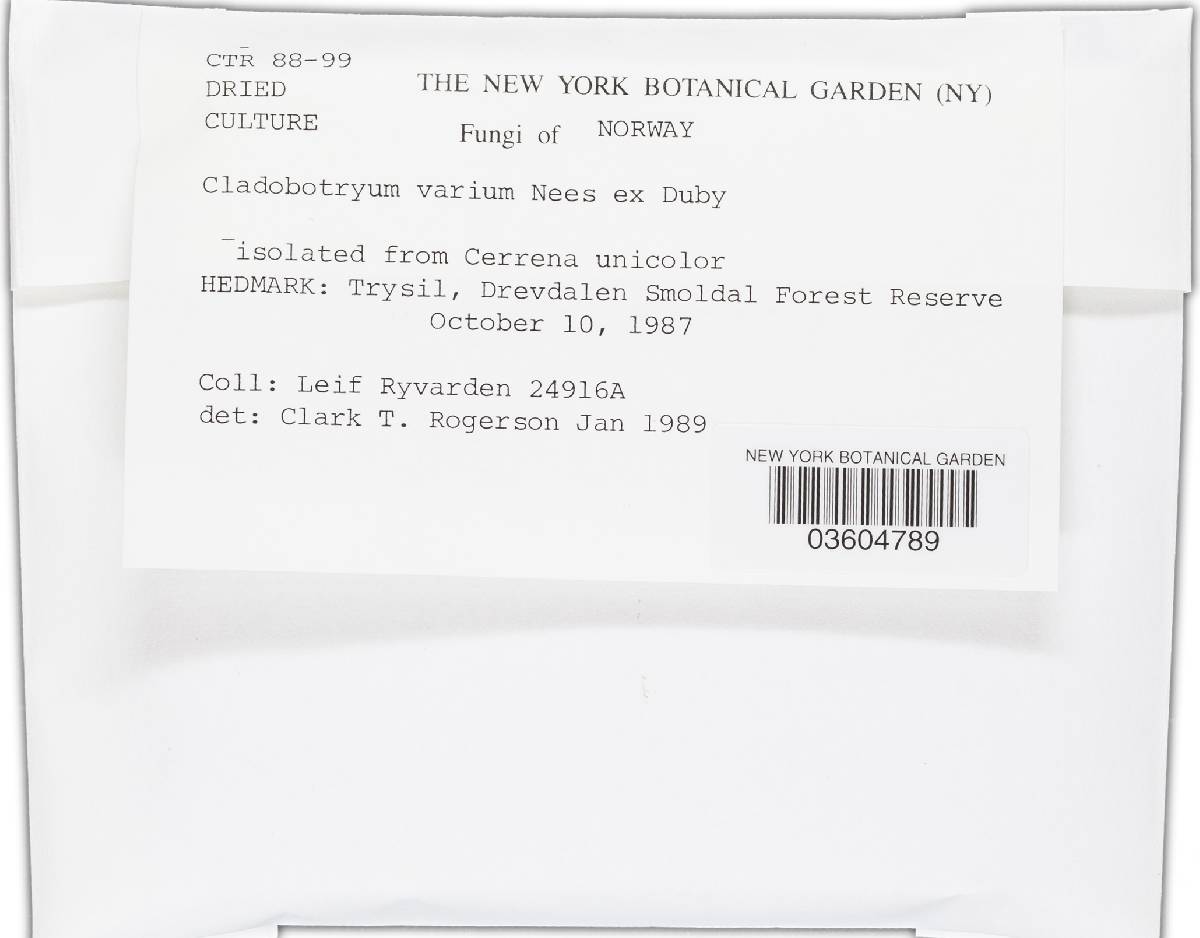 CTR 88-99
DRIED
CULTURE
THE NEW YORK BOTANICAL GARDEN (NY)
Fungi of NORWAY
Cladobotryum varium Nees ex Duby
isolated from Cerrena unicolor
HEDMARK: Trysil, Drevdalen Smoldal Forest Reserve
October 10, 1987
Coll: Leif Ryvarden 24916A
det: Clark T. Rogerson Jan 1989
NEW YORK BOTANICAL GARDEN
03604789